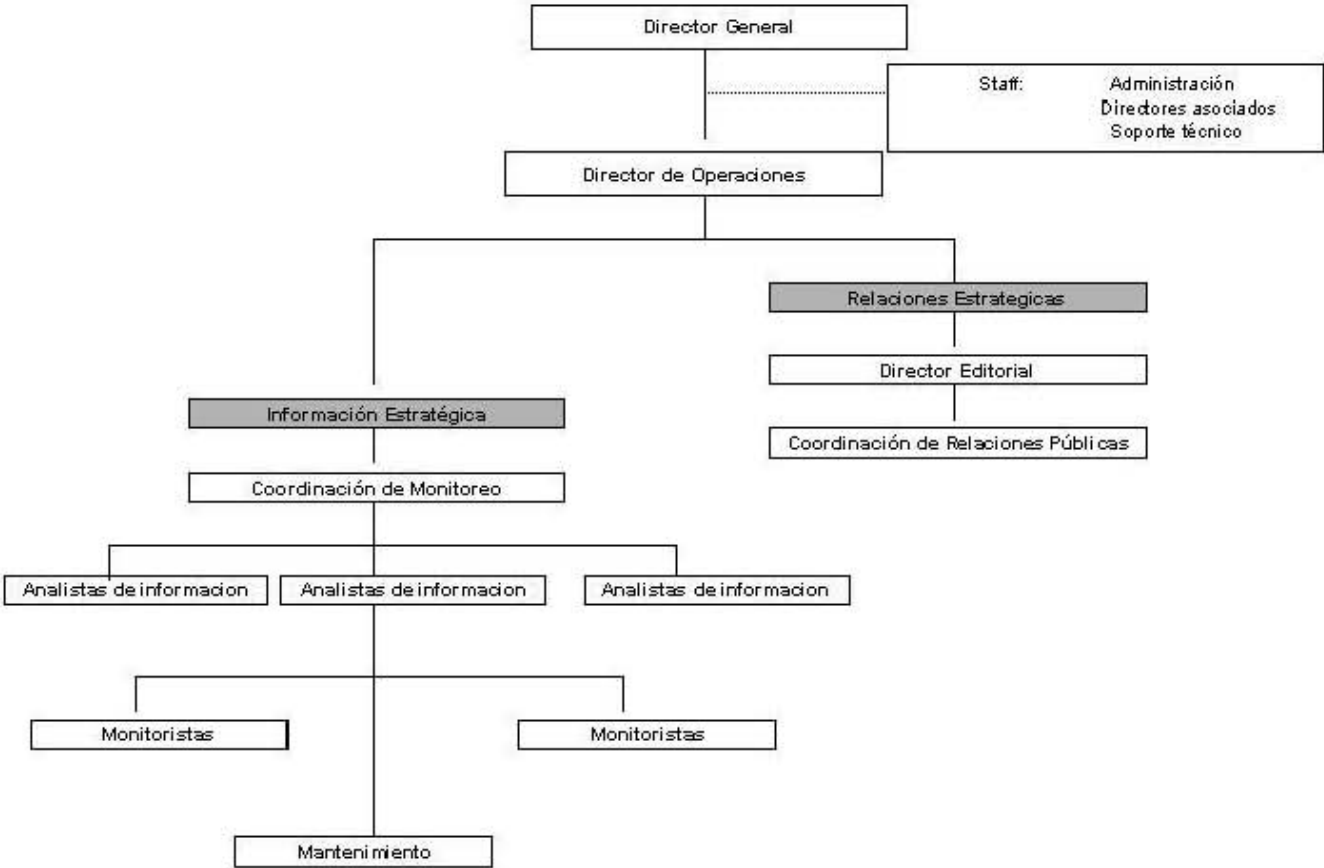 Director General
Staff: Administración
Directores asociados
Soporte técnico
Director de Operaciones
Relaciones Estrategicas
Director Editorial
Información Estratégica
Coordinación de Relaciones Públicas
Coordinación de Monitoreo
Analistas de informacion
Analistas de informacion
Analistas de informacion
Monitoristas
Monitoristas
Mantenimiento